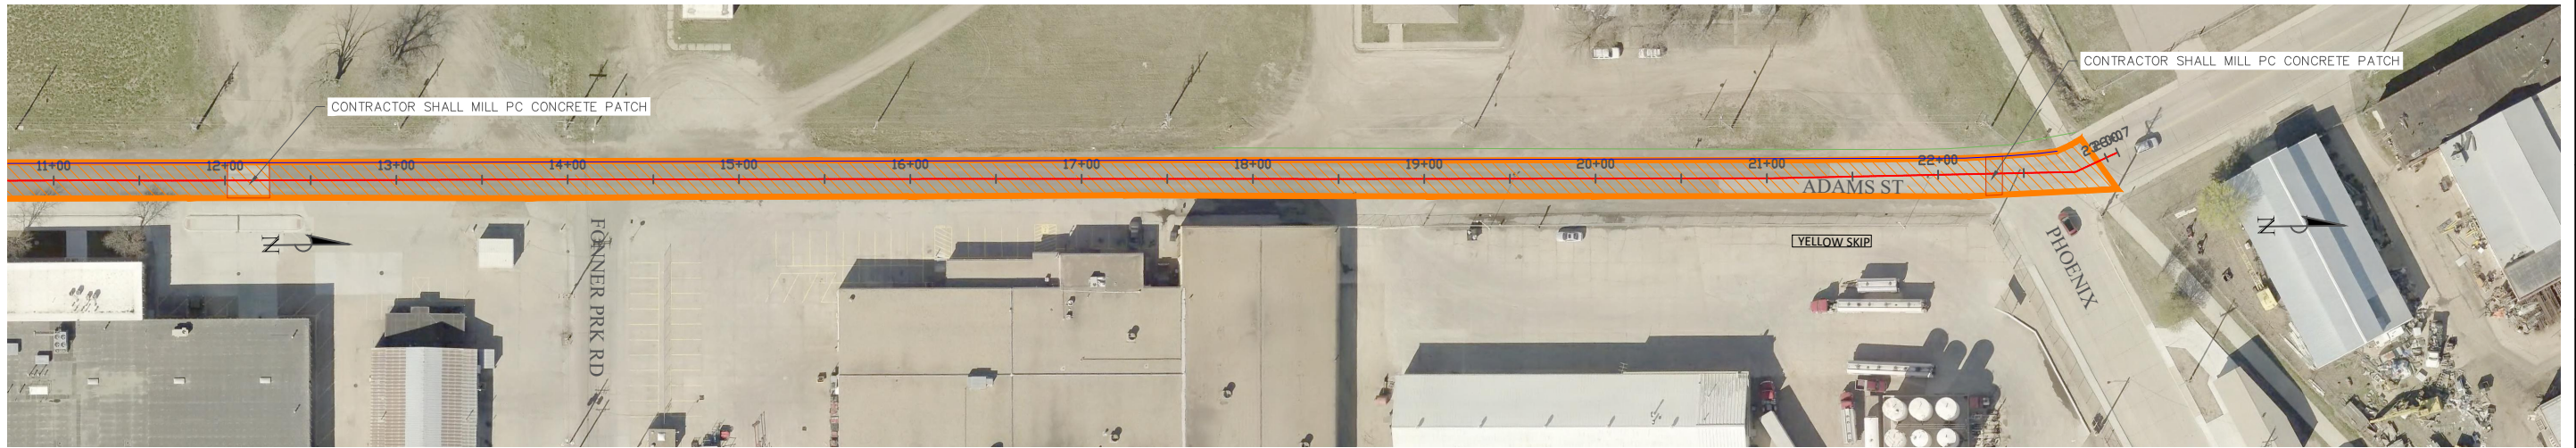 CONTRACTOR SHALL MILL PC CONCRETE PATCH
CONTRACTOR SHALL MILL PC CONCRETE PATCH
11+00
12+00
13+00
14+00
15+00
16+00
17+00
18+00
19+00
20+00
21+00
22+00
ADAMS ST
FONNER PRK RD
YELLOW SKIP
PHOENIX
N
N